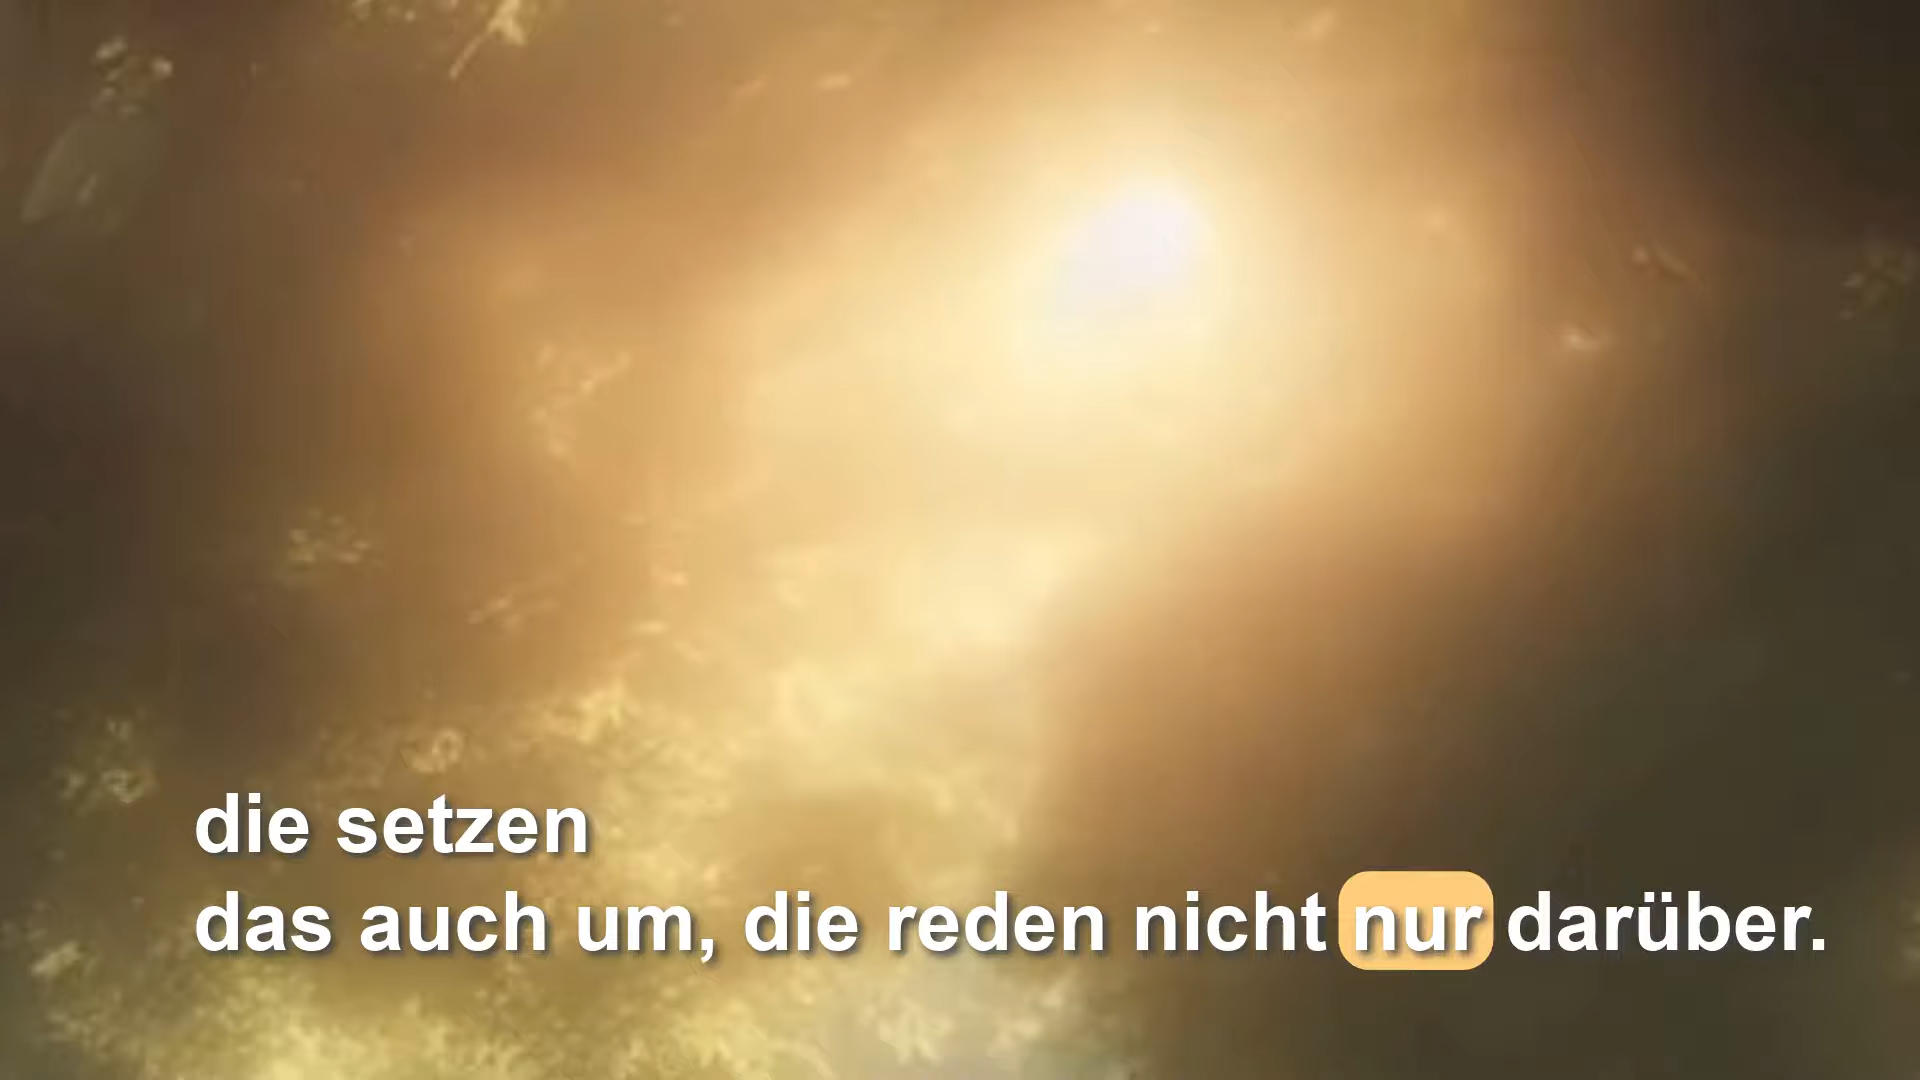 die setzen
das auch um, die reden nicht nur darüber.